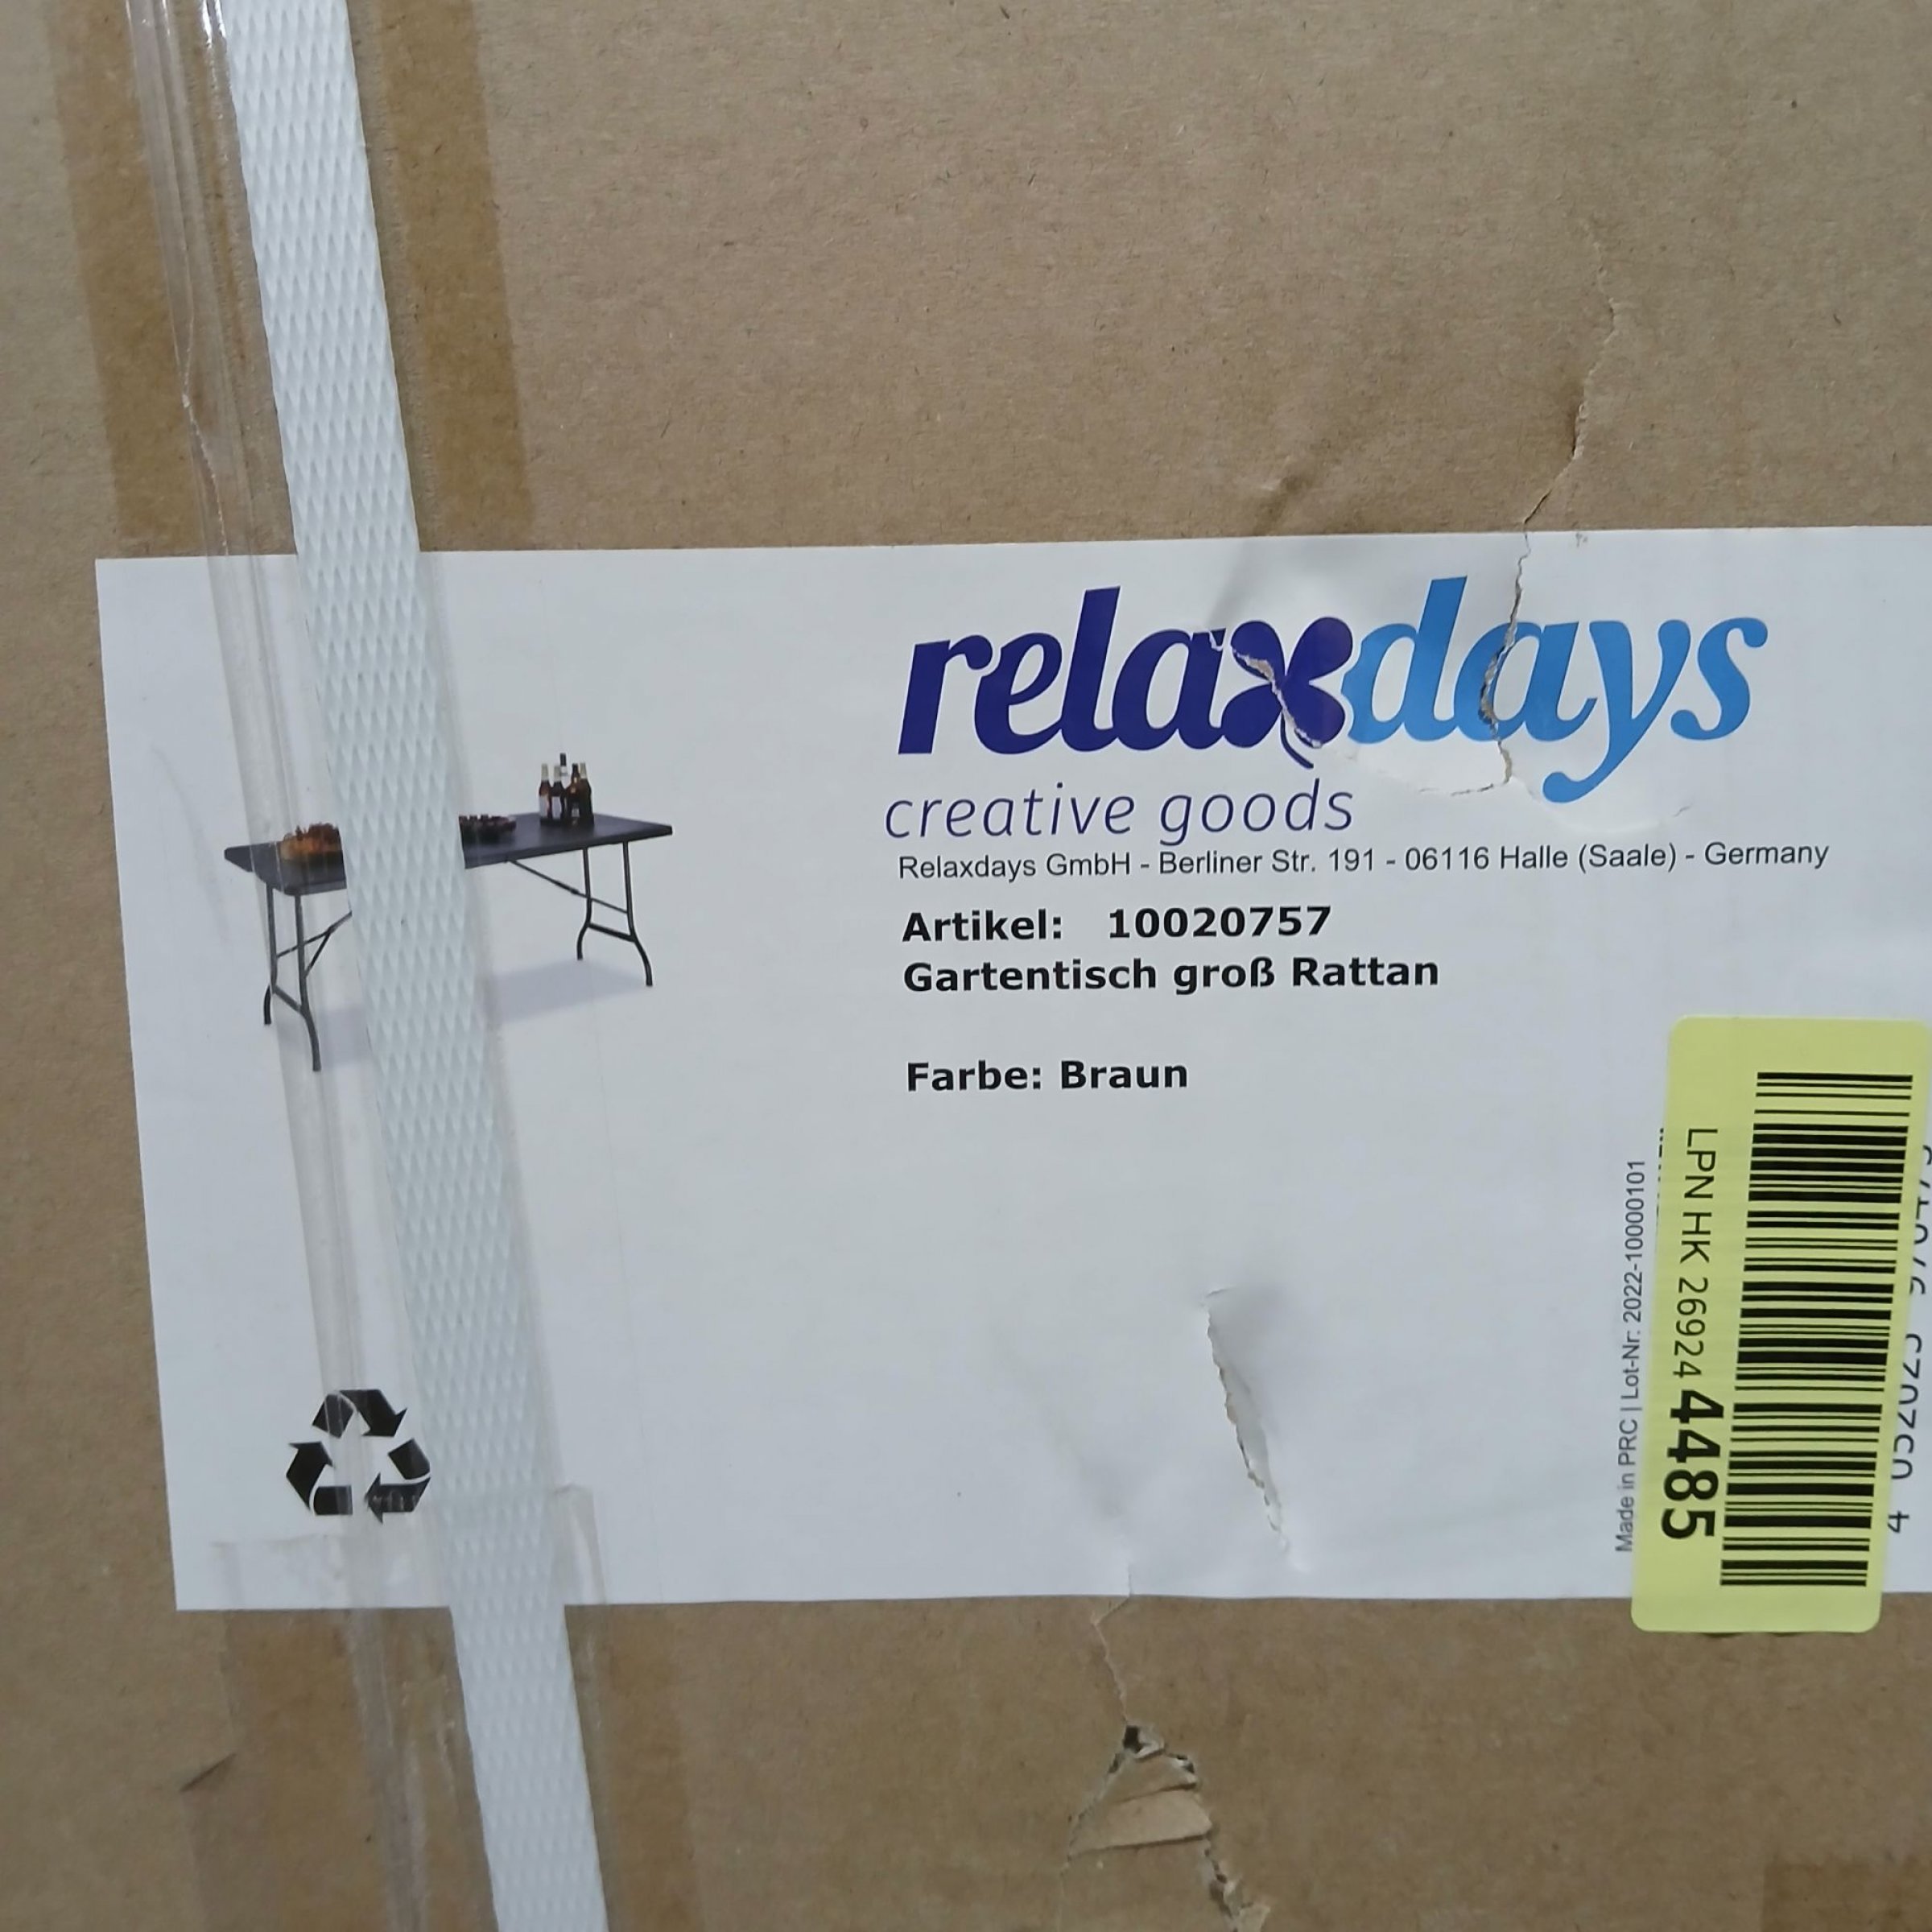 relaxdays
creative goods
Relaxdays GmbH - Berliner Str. 191 - 06116 Halle (Saale) - Germany
Artikel: 10020757
Gartentisch groß Rattan
Farbe: Braun
Made in PRC | Lot-Nr: 2022-10000101
LPN HK 26924 4485